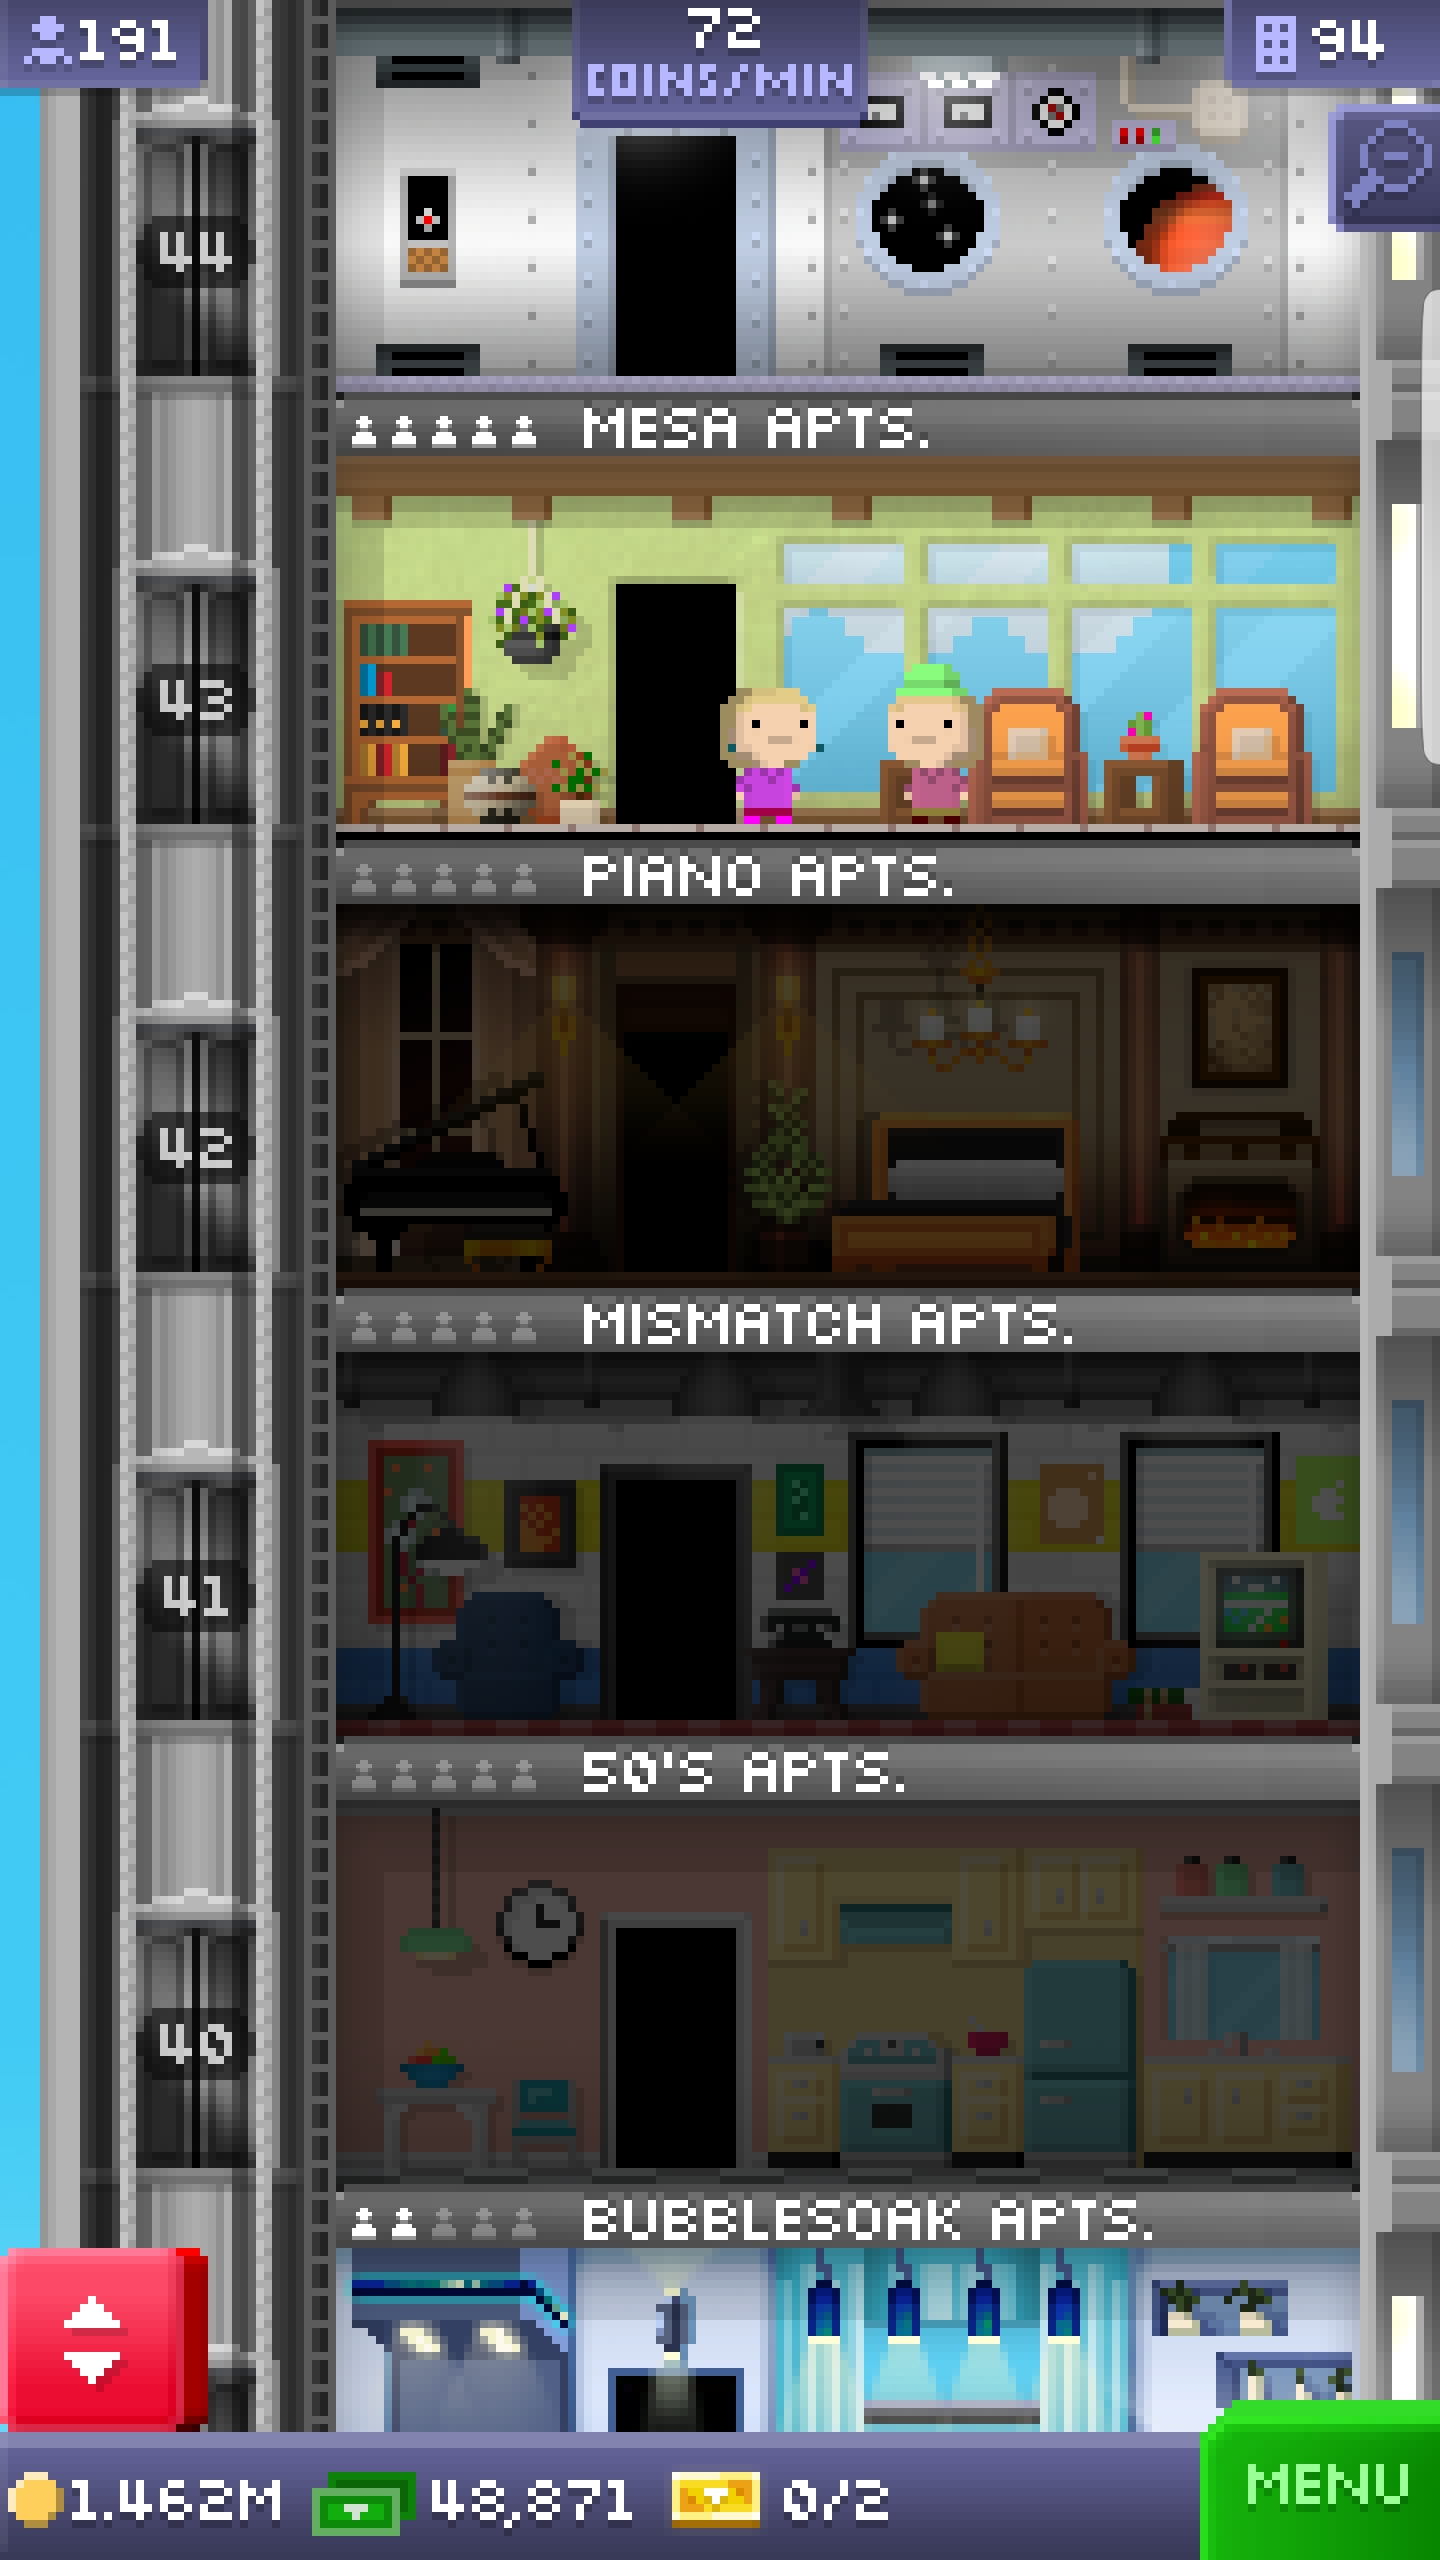 191
72
COINS/MIN
94
44
MESA APTS.
43
PIANO APTS.
42
MISMATCH APTS.
41
50'S APTS.
40
BUBBLESOAK APTS.
1.462M 48,871 0/2
MENU